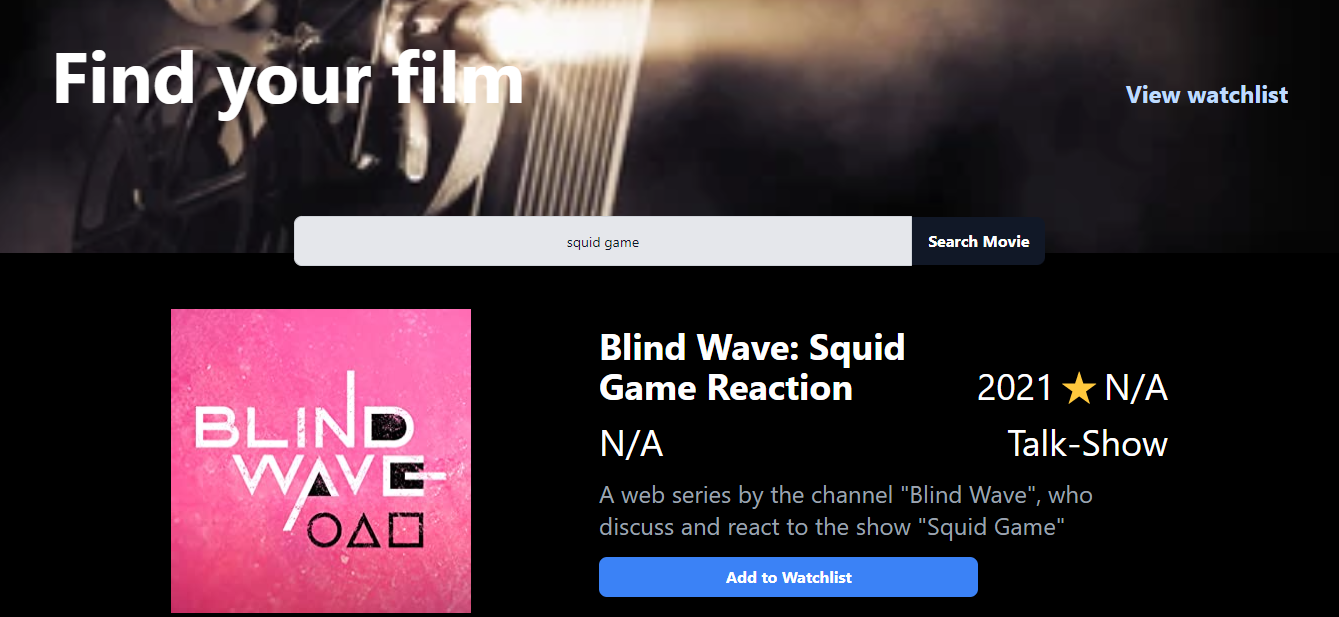 Find your film
View watchlist
squid game
Search Movie
BLIND
WAVE
Blind Wave: Squid
Game Reaction
2021 ⭐ N/A
N/A
Talk-Show
A web series by the channel "Blind Wave", who
discuss and react to the show "Squid Game"
Add to Watchlist